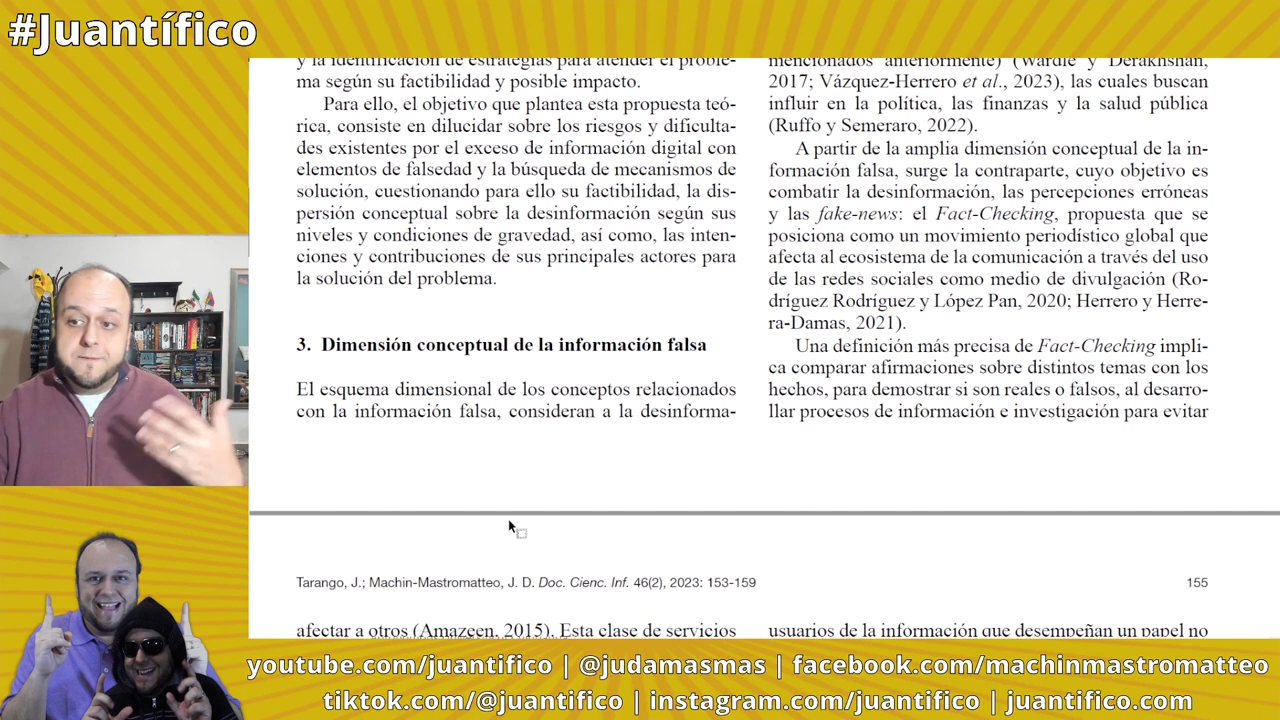 #Juantífico
y la identificación de estrategias para atender el proble-
ma según su factibilidad y posible impacto.
Para ello, el objetivo que plantea esta propuesta teó-
rica, consiste en dilucidar sobre los riesgos y dificulta-
des existentes por el exceso de información digital con
elementos de falsedad y la búsqueda de mecanismos de
solución, cuestionando para ello su factibilidad, la dis-
persión conceptual sobre la desinformación según sus
niveles y condiciones de gravedad, así como, las inten-
ciones y contribuciones de sus principales actores para
la solución del problema.
3. Dimensión conceptual de la información falsa
El esquema dimensional de los conceptos relacionados
con la información falsa, consideran a la desinforma-
mencionados anteriormente) (Wardle y Derakhshan,
2017; Vázquez-Herrero et al., 2023), las cuales buscan
influir en la política, las finanzas y la salud pública
(Ruffo y Semeraro, 2022).
A partir de la amplia dimensión conceptual de la in-
formación falsa, surge la contraparte, cuyo objetivo es
combatir la desinformación, las percepciones erróneas
y las fake-news: el Fact-Checking, propuesta que se
posiciona como un movimiento periodístico global que
afecta al ecosistema de la comunicación a través del uso
de las redes sociales como medio de divulgación (Ro-
dríguez Rodríguez y López Pan, 2020; Herrero y Herre-
ra-Damas, 2021).
Una definición más precisa de Fact-Checking impli-
ca comparar afirmaciones sobre distintos temas con los
hechos, para demostrar si son reales o falsos, al desarro-
llar procesos de información e investigación para evitar
Tarango, J.; Machin-Mastromatteo, J. D. Doc. Cienc. Inf. 46(2), 2023: 153-159
155
afectar a otros (Amazeen, 2015). Esta clase de servicios
usuarios de la información que desempeñan un papel no
youtube.com/juantifico | @judamasmas | facebook.com/machinmastromatteo
tiktok.com/@juantifico | instagram.com/juantifico | juantifico.com